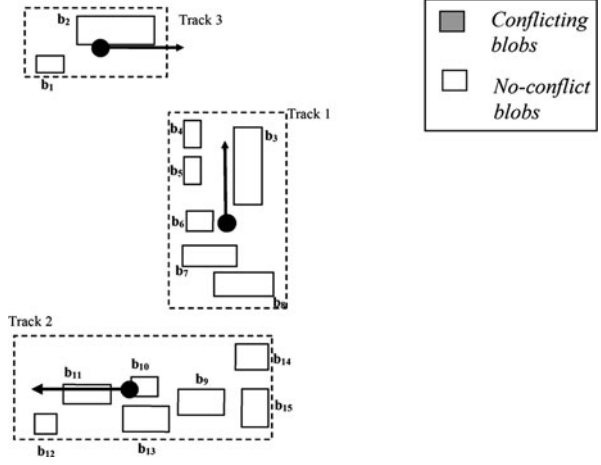 Track 3
b2
b1
Conflicting
blobs
No-conflict
blobs
Track 1
b4
b3
b5
b6
b7
b8
Track 2
b14
b11
b10
b9
b15
b12
b13